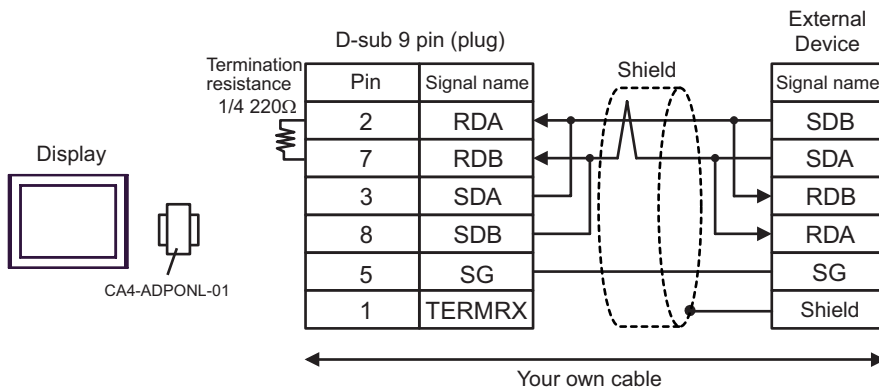 D-sub 9 pin (plug)
External
Device
Termination
resistance
1/4 220Ω
Pin
Signal name
Shield
Signal name
2
RDA
SDB
7
RDB
SDA
3
SDA
RDB
8
SDB
RDA
5
SG
SG
1
TERMRX
Shield
Display
CA4-ADPONL-01
Your own cable